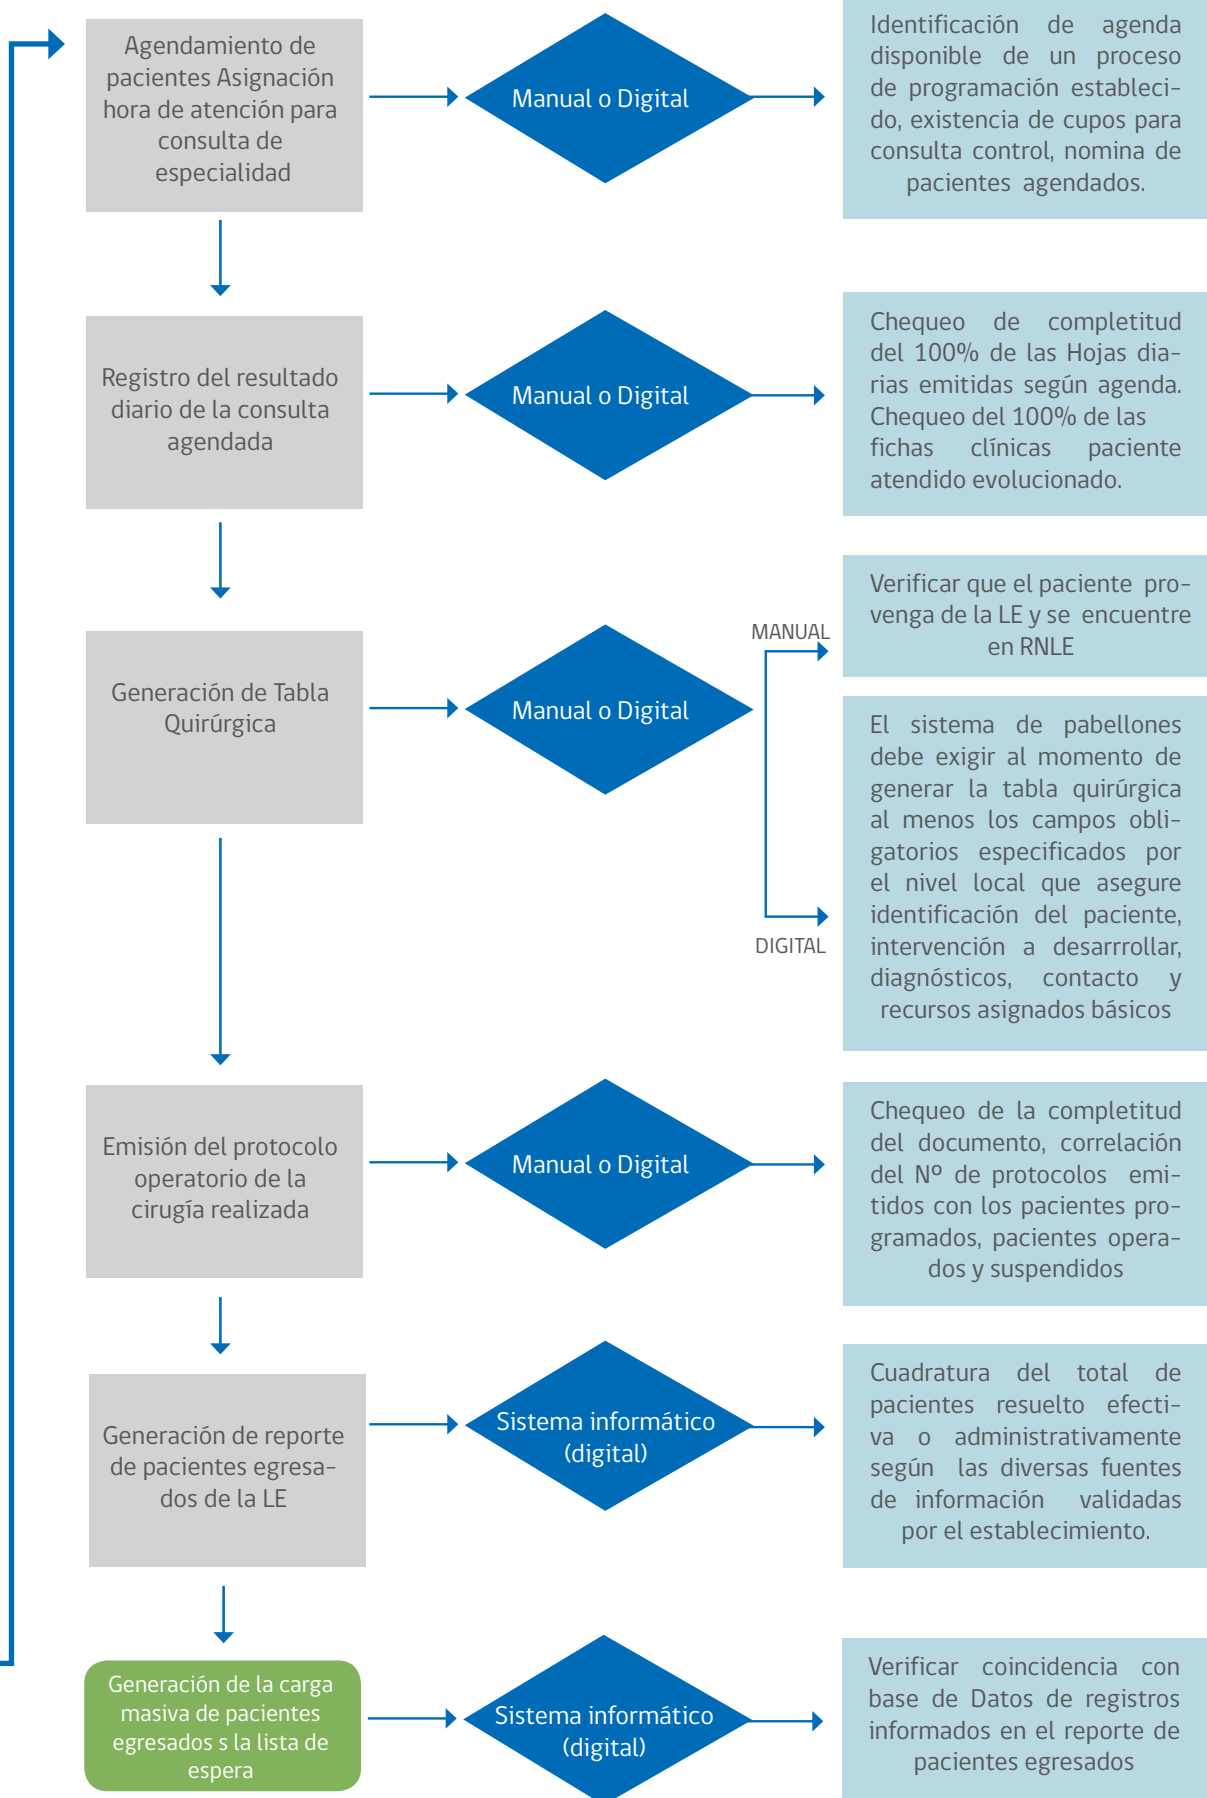 Agendamiento de
pacientes Asignación
hora de atención para
consulta de
especialidad
Manual o Digital
Identificación de agenda
disponible de un proceso
de programación estableci-
do, existencia de cupos para
consulta control, nomina de
pacientes agendados.
Registro del resultado
diario de la consulta
agendada
Manual o Digital
Chequeo de completitud
del 100% de las Hojas dia-
rias emitidas según agenda.
Chequeo del 100% de las
fichas clínicas paciente
atendido evolucionado.
Generación de Tabla
Quirúrgica
Manual o Digital
MANUAL
Verificar que el paciente pro-
venga de la LE y se encuentre
en RNLE
DIGITAL
El sistema de pabellones
debe exigir al momento de
generar la tabla quirúrgica
al menos los campos obli-
gatorios especificados por
el nivel local que asegure
identificación del paciente,
intervención a desarrrollar,
diagnósticos, contacto y
recursos asignados básicos
Emisión del protocolo
operatorio de la
cirugía realizada
Manual o Digital
Chequeo de la completitud
del documento, correlación
del Nº de protocolos emi-
tidos con los pacientes pro-
gramados, pacientes opera-
dos y suspendidos
Generación de reporte
de pacientes egresa-
dos de la LE
Sistema informático
(digital)
Cuadratura del total de
pacientes resuelto efecti-
va o administrativamente
según las diversas fuentes
de información validadas
por el establecimiento.
Generación de la carga
masiva de pacientes
egresados s la lista de
espera
Sistema informático
(digital)
Verificar coincidencia con
base de Datos de registros
informados en el reporte de
pacientes egresados